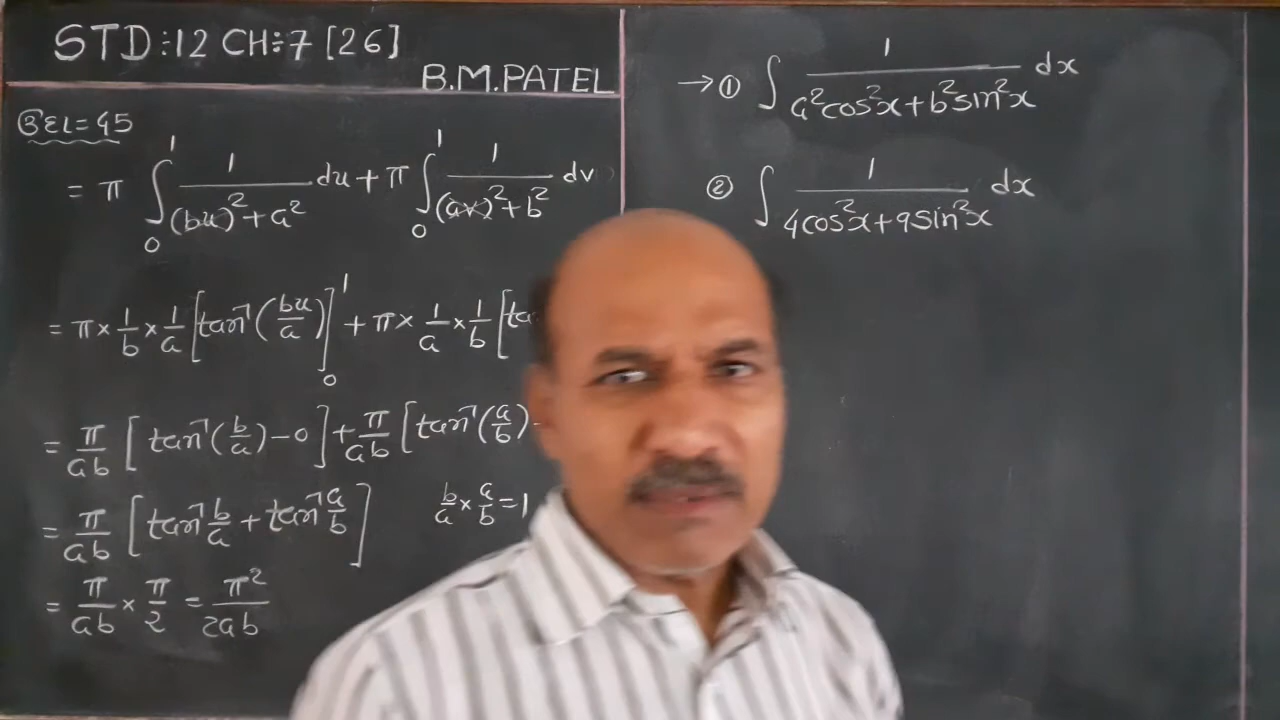 STD:12 CH:7 [26]
B.M.PATEL
ઉદા=45
= π ∫₀¹ 1/((bu)²+a²) du + π ∫₀¹ 1/((av)²+b²) dv
= π × 1/b × 1/a [tan⁻¹(bu/a)]₀¹ + π × 1/a × 1/b [
= π/ab [tan⁻¹(b/a) − 0] + π/ab [tan⁻¹(a/b) −
= π/ab [tan⁻¹ b/a + tan⁻¹ a/b] b/a × a/b = 1
= π/ab × π/2 = π²/2ab
→ ① ∫ 1/(a²cos²x+b²sin²x) dx
② ∫ 1/(4cos²x+9sin²x) dx